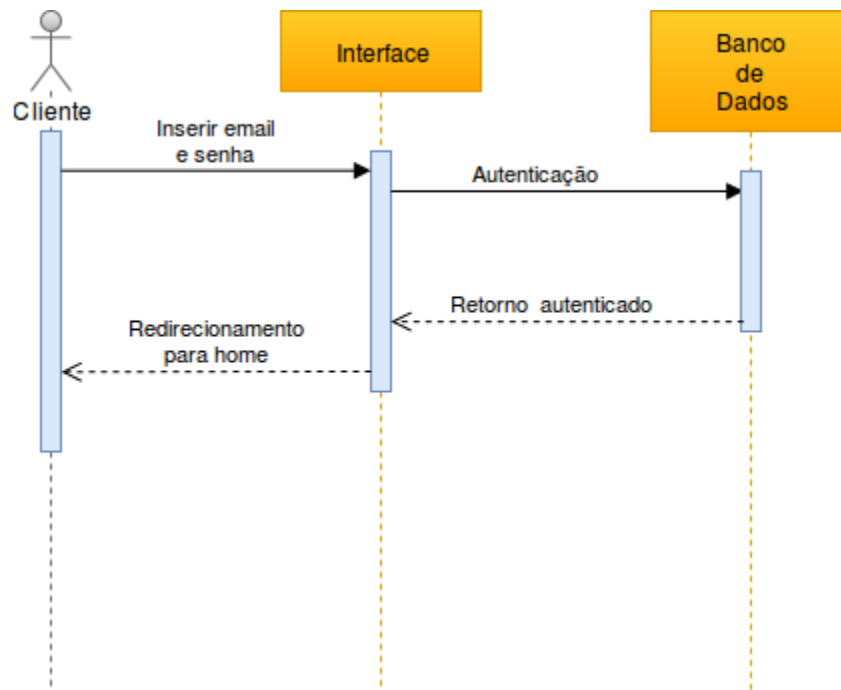 Cliente
Interface
Banco
de
Dados
Inserir email
e senha
Autenticação
Retorno autenticado
Redirecionamento
para home